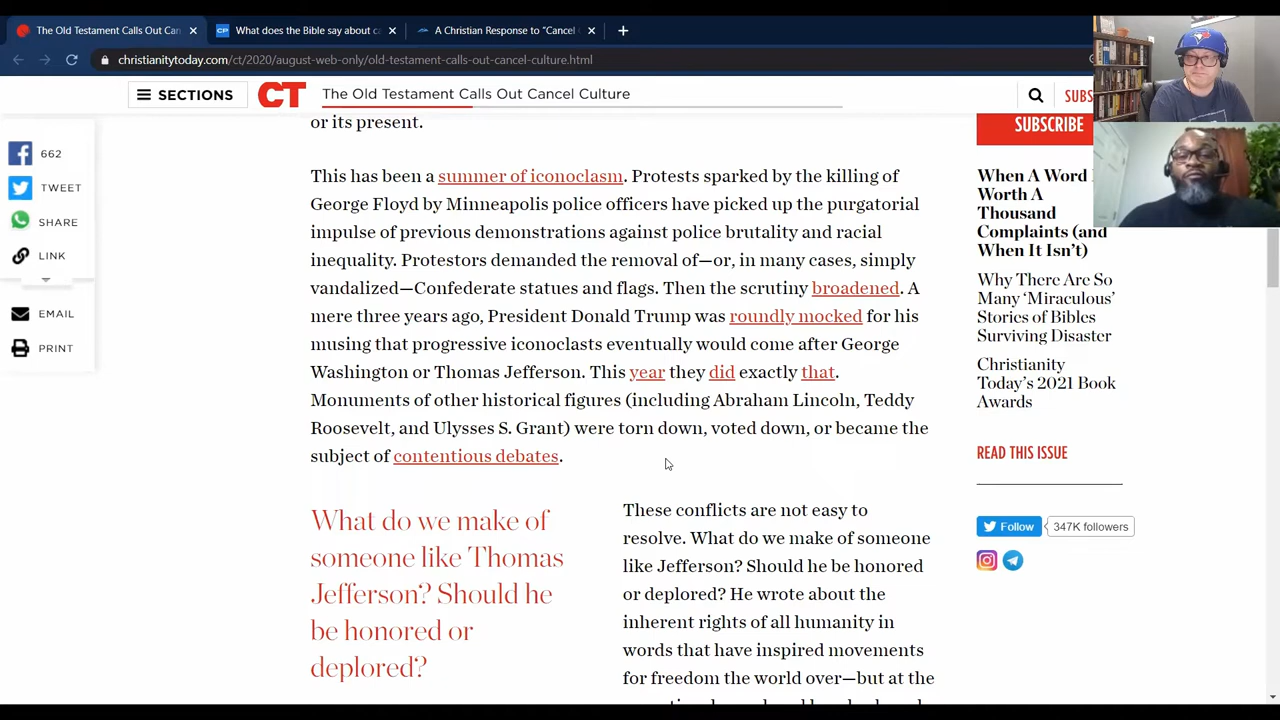 The Old Testament Calls Out Can
What does the Bible say about ca
A Christian Response to "Cancel
christianitytoday.com/ct/2020/august-web-only/old-testament-calls-out-cancel-culture.html
SECTIONS
CT
The Old Testament Calls Out Cancel Culture
SUBS
662
TWEET
SHARE
LINK
EMAIL
PRINT
or its present.
This has been a summer of iconoclasm. Protests sparked by the killing of
George Floyd by Minneapolis police officers have picked up the purgatorial
impulse of previous demonstrations against police brutality and racial
inequality. Protestors demanded the removal of—or, in many cases, simply
vandalized—Confederate statues and flags. Then the scrutiny broadened. A
mere three years ago, President Donald Trump was roundly mocked for his
musing that progressive iconoclasts eventually would come after George
Washington or Thomas Jefferson. This year they did exactly that.
Monuments of other historical figures (including Abraham Lincoln, Teddy
Roosevelt, and Ulysses S. Grant) were torn down, voted down, or became the
subject of contentious debates.
What do we make of
someone like Thomas
Jefferson? Should he
be honored or
deplored?
These conflicts are not easy to
resolve. What do we make of someone
like Jefferson? Should he be honored
or deplored? He wrote about the
inherent rights of all humanity in
words that have inspired movements
for freedom the world over—but at the
SUBSCRIBE
When A Word
Worth A
Thousand
Complaints (and
When It Isn't)
Why There Are So
Many 'Miraculous'
Stories of Bibles
Surviving Disaster
Christianity
Today's 2021 Book
Awards
READ THIS ISSUE
Follow
347K followers